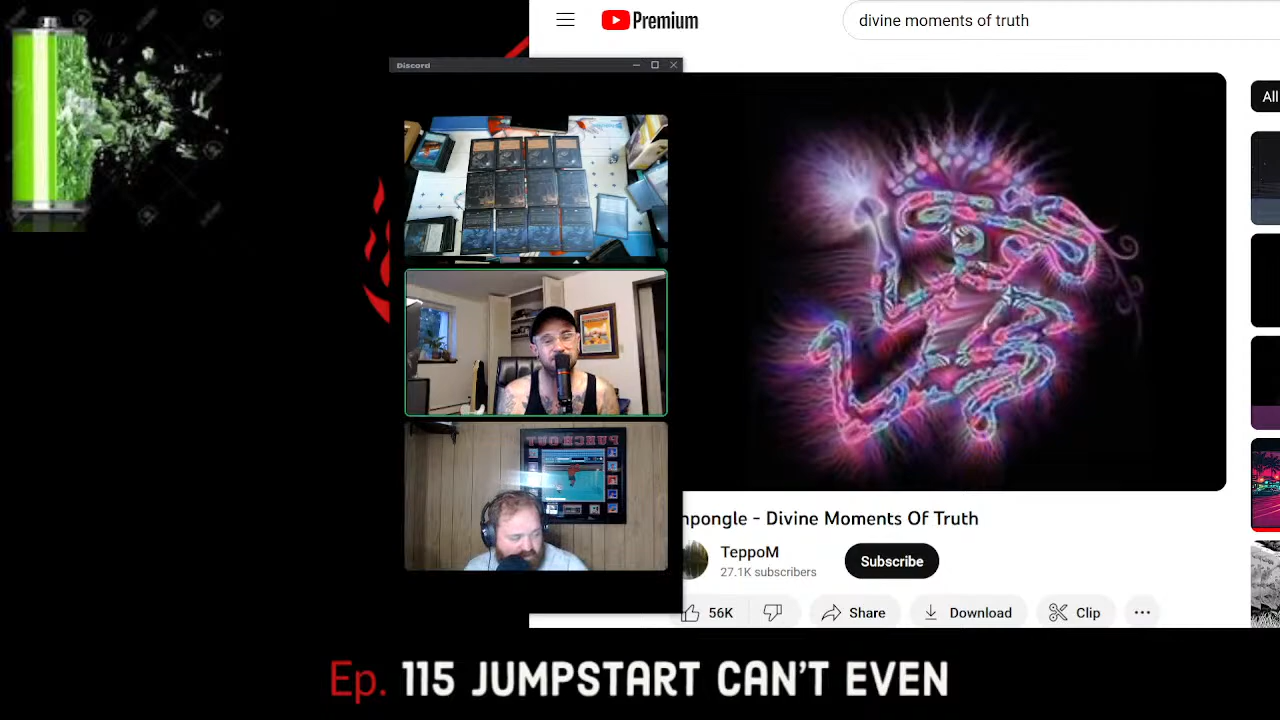 Premium
divine moments of truth
Discord
All
PUNCH-OUT
npongle - Divine Moments Of Truth
TeppoM
27.1K subscribers
Subscribe
56K
Share
Download
Clip
Ep. 115 JUMPSTART CAN'T EVEN